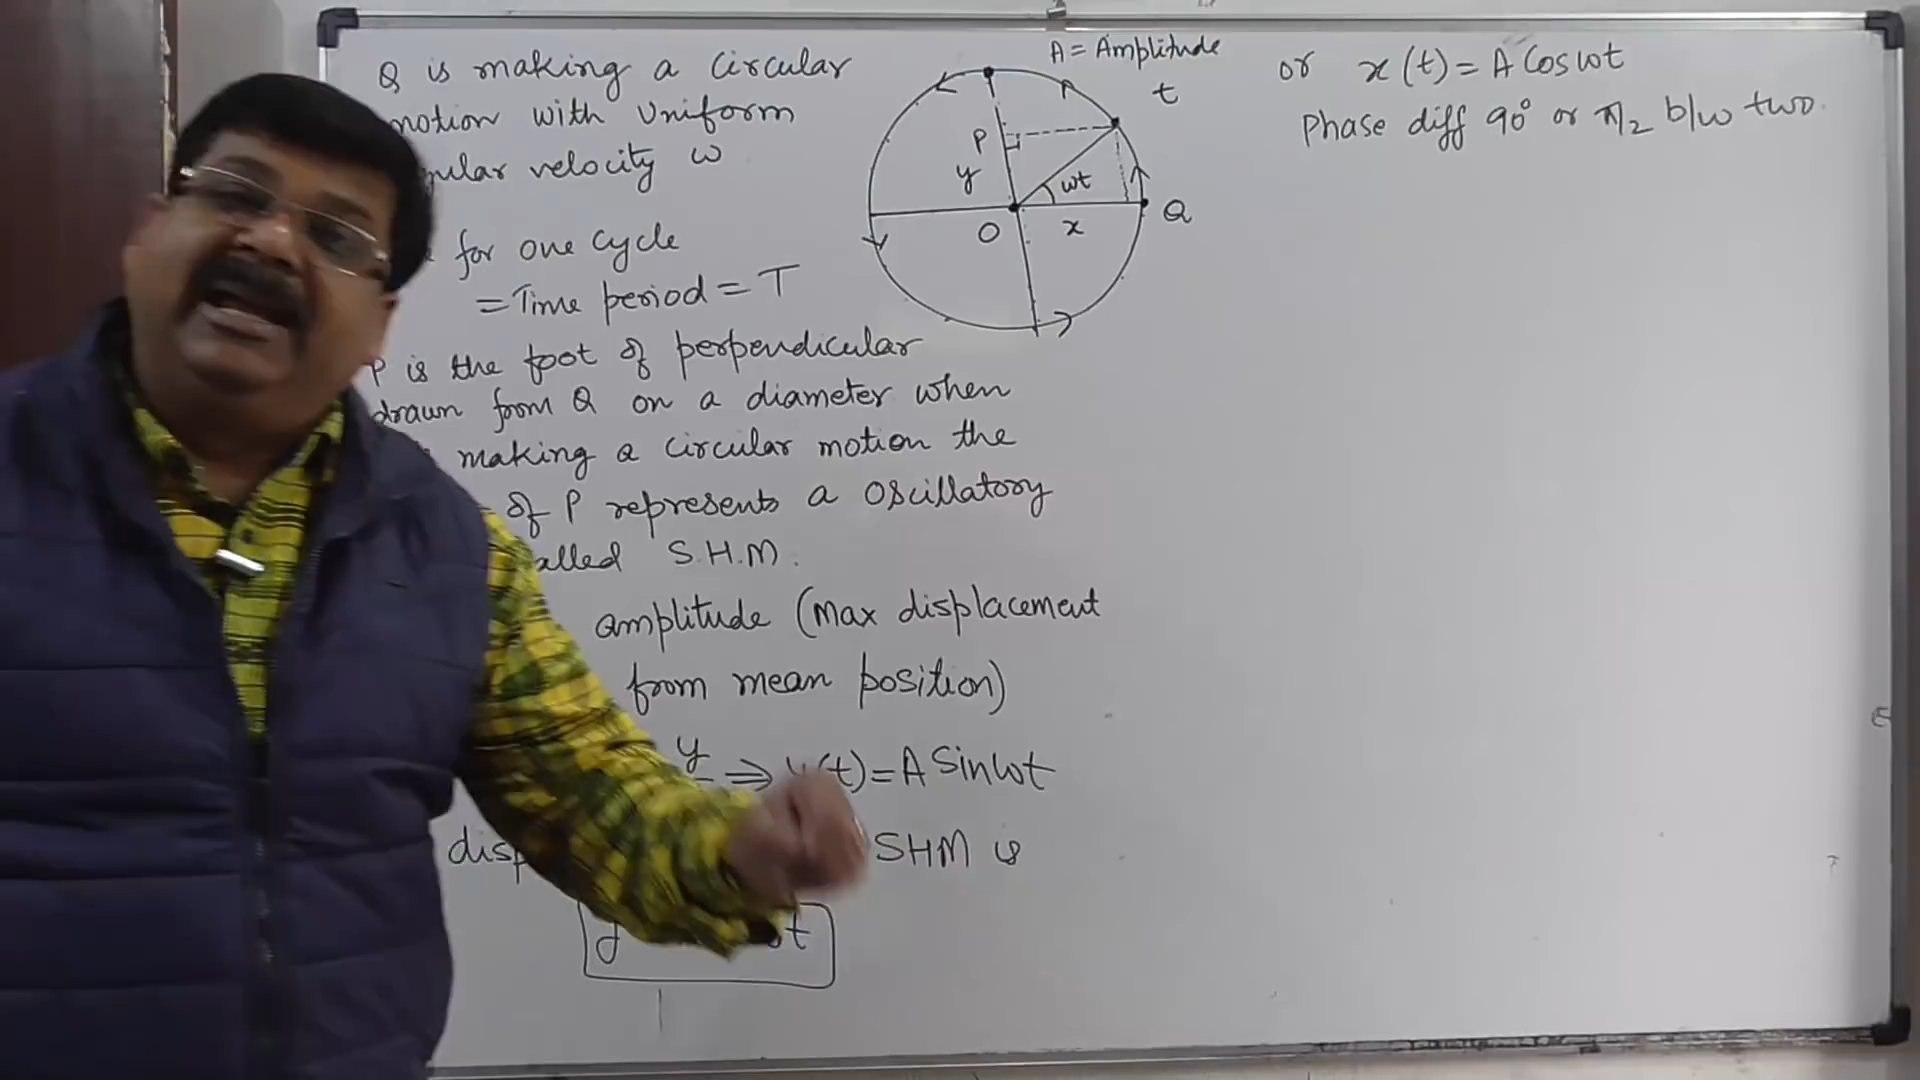 Q is making a circular
motion with uniform
velocity ω
for one cycle
= Time period = T
P is the foot of perpendicular
drawn from Q on a diameter when
making a circular motion the
of P represents a oscillatory
S.H.M.
amplitude (Max displacement
from mean position)
y ⇒ y(t) = A Sinωt
SHM is
A = Amplitude
t
P
y
ωt
O
x
Q
or x(t) = A Cosωt
Phase diff 90° or π/2 b/w two.